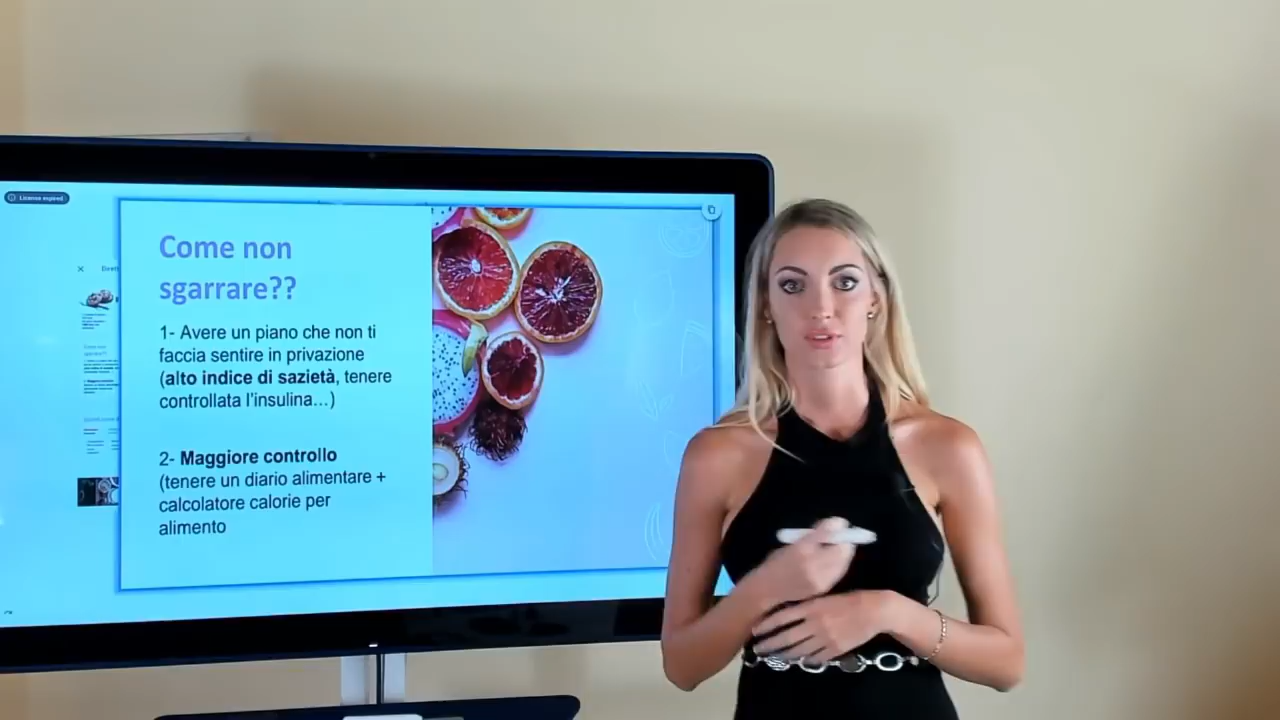 License expired
Come non
sgarrare??
1- Avere un piano che non ti
faccia sentire in privazione
(alto indice di sazietà, tenere
controllata l'insulina…)
2- Maggiore controllo
(tenere un diario alimentare +
calcolatore calorie per
alimento